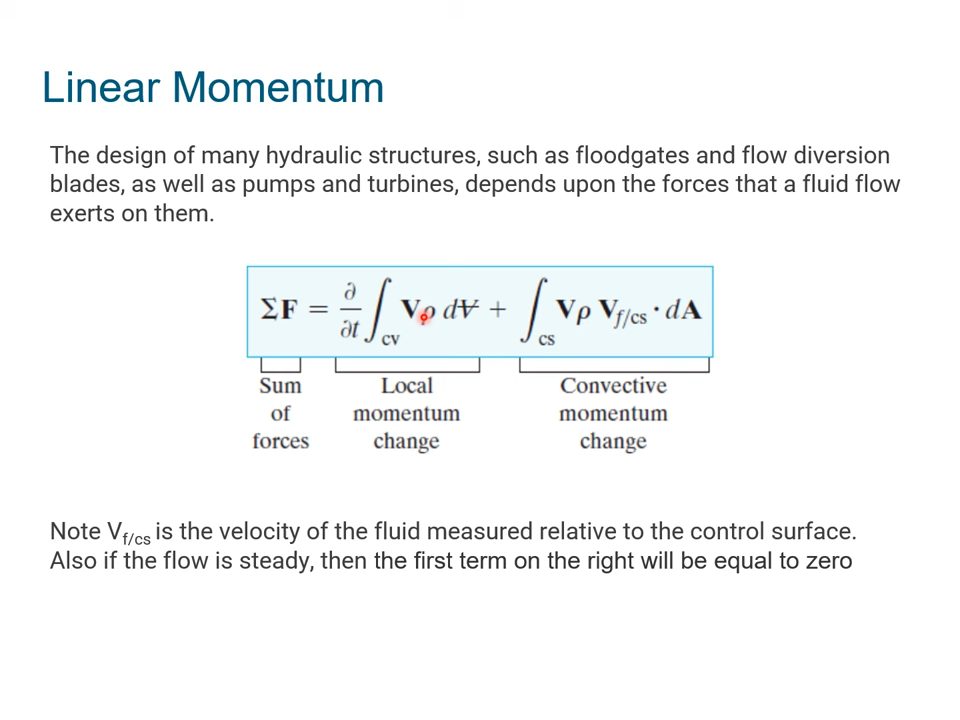 Linear Momentum
The design of many hydraulic structures, such as floodgates and flow diversion
blades, as well as pumps and turbines, depends upon the forces that a fluid flow
exerts on them.
ΣF = ∂/∂t ∫cv Vρ dV̶ + ∫cs Vρ Vf/cs · dA
Sum of forces
Local momentum change
Convective momentum change
Note Vf/cs is the velocity of the fluid measured relative to the control surface.
Also if the flow is steady, then the first term on the right will be equal to zero